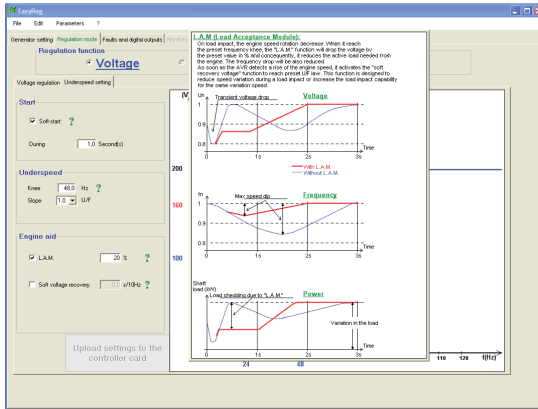 EasyReg
File Edit Parameters ?
Generator setting Regulation mode Faults and digital outputs Monitors
Regulation function
Voltage
Voltage regulation Underspeed setting
Start
Soft-start ?
During 1,0 Second(s)
Underspeed
Knee 48,0 Hz ?
Slope 1.0 U/F
Engine aid
L.A.M. 20 % ?
Soft voltage recovery 0,0 s/10Hz ?
Upload settings to the
controller card
(V)
200
150
100
24 48 110 120 f(Hz)
L.A.M (Load Acceptance Module):
On load impact, the engine speed rotation decrease. When it reach
the preset frequency knee, the "L.A.M." function will drop the voltage by
the preset value in % and concequently, it reduces the active load needed from
the engine. The frequency drop will be also reduced.
As soon as the AVR detects a rise of the engine speed, it activates the "soft
recovery voltage" function to reach preset U/F law. This function is designed to
reduce speed variation during a load impact or increase the load impact capability
for the same speed variation.
Un Transient voltage drop Voltage
1
0.9
0.8
0 1s 2s 3s Time
With L.A.M.
Without L.A.M.
fn Max speed dip Frequency
1
0.9
0.8
0 1s 2s 3s Time
Shaft
load (kW)
Load shedding due to "L.A.M." Power
Variation in the load
0 1s 2s 3s Time